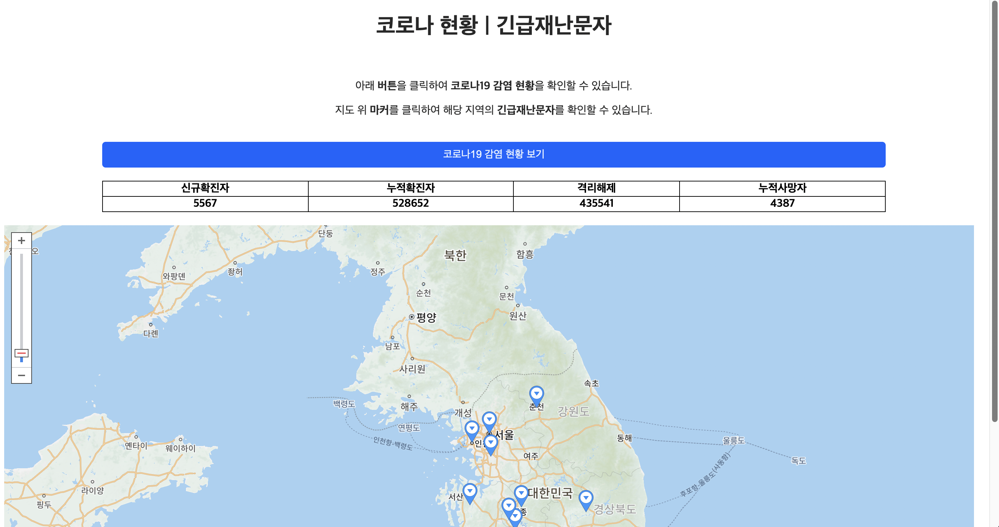 코로나 현황 | 긴급재난문자
아래 버튼을 클릭하여 코로나19 감염 현황을 확인할 수 있습니다.
지도 위 마커를 클릭하여 해당 지역의 긴급재난문자를 확인할 수 있습니다.
코로나19 감염 현황 보기
신규확진자 누적확진자 격리해제 누적사망자
5567 528652 435541 4387
단둥
오
북한
함흥
와팡뎬
좡허
정주
순천
문천
평양
원산
다롄
남포
사리원
속초
백령도
해주
개성
춘천
강원도
연평도
인천항-백령도
서울
동해
울릉도
옌타이
웨이하이
여주
독도
후포항-울릉도(사동항)
라이양
서산
대한민국
핑두
종
경상북도